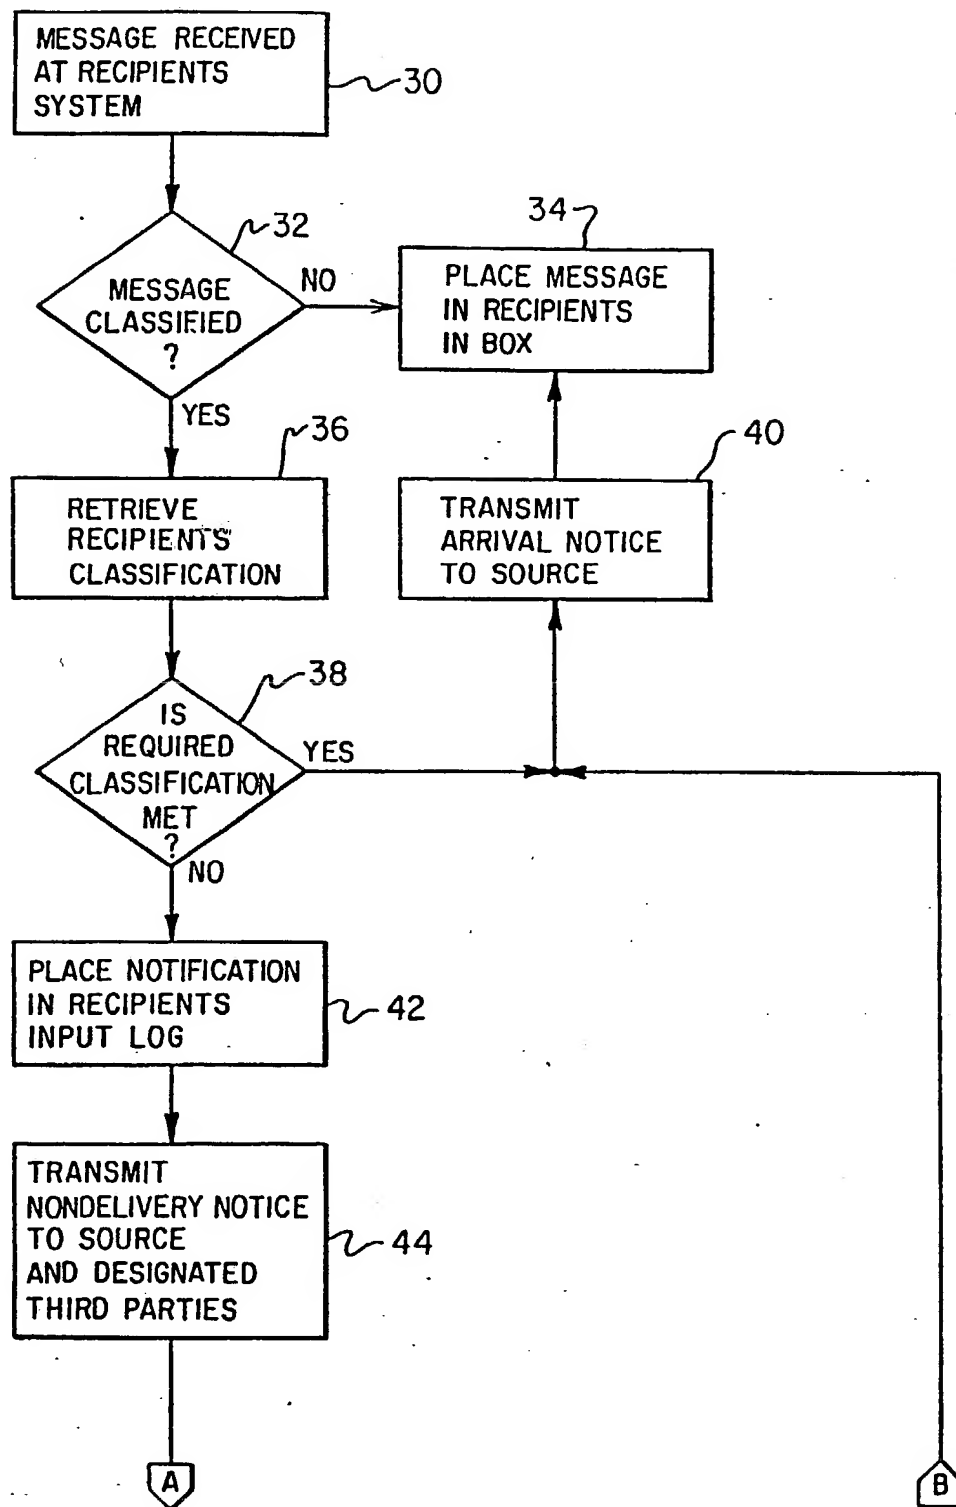 MESSAGE RECEIVED
AT RECIPIENTS
SYSTEM
30
32
MESSAGE
CLASSIFIED
?
NO
YES
34
PLACE MESSAGE
IN RECIPIENTS
IN BOX
36
RETRIEVE
RECIPIENTS'
CLASSIFICATION
40
TRANSMIT
ARRIVAL NOTICE
TO SOURCE
38
IS
REQUIRED
CLASSIFICATION
MET
?
YES
NO
PLACE NOTIFICATION
IN RECIPIENTS
INPUT LOG
42
TRANSMIT
NONDELIVERY NOTICE
TO SOURCE
AND DESIGNATED
THIRD PARTIES
44
A
B